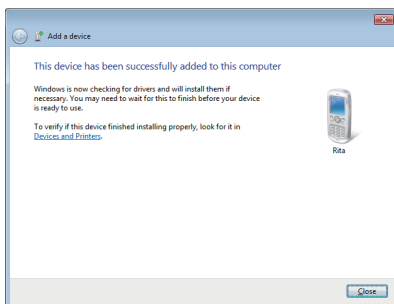 Add a device
This device has been successfully added to this computer
Windows is now checking for drivers and will install them if
necessary. You may need to wait for this to finish before your device
is ready to use.
To verify if this device finished installing properly, look for it in
Devices and Printers.
Rita
Close